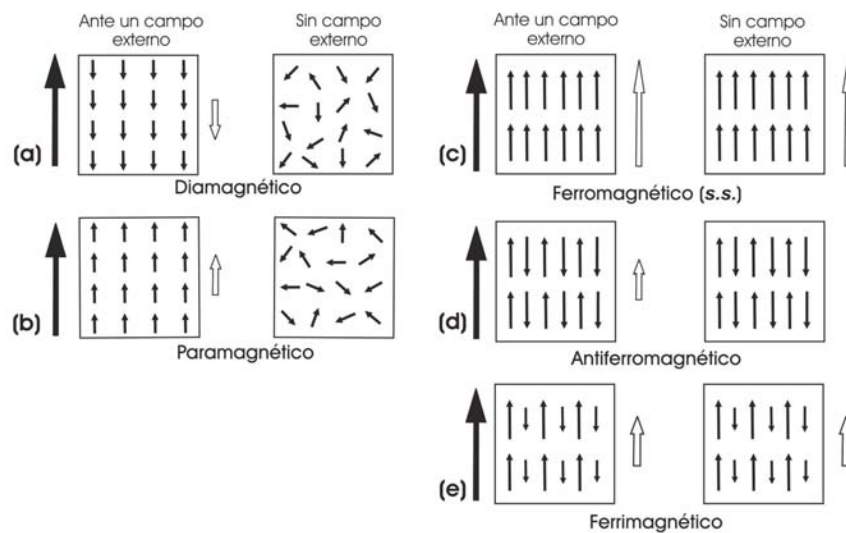 Ante un campo
externo
Sin campo
externo
(a)
Diamagnético
(b)
Paramagnético
Ante un campo
externo
Sin campo
externo
(c)
Ferromagnético (s.s.)
(d)
Antiferromagnético
(e)
Ferrimagnético